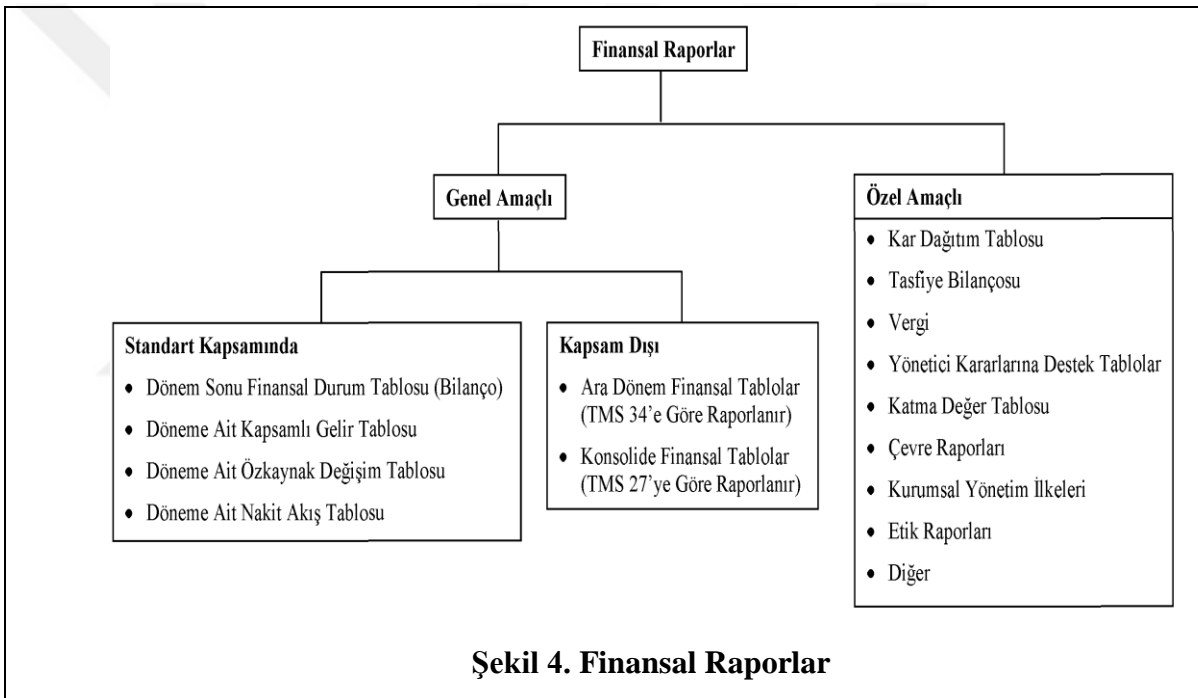 Finansal Raporlar
Genel Amaçlı
Özel Amaçlı
• Kar Dağıtım Tablosu
• Tasfiye Bilançosu
• Vergi
• Yönetici Kararlarına Destek Tablolar
• Katma Değer Tablosu
• Çevre Raporları
• Kurumsal Yönetim İlkeleri
• Etik Raporları
• Diğer
Standart Kapsamında
• Dönem Sonu Finansal Durum Tablosu (Bilanço)
• Döneme Ait Kapsamlı Gelir Tablosu
• Döneme Ait Özkaynak Değişim Tablosu
• Döneme Ait Nakit Akış Tablosu
Kapsam Dışı
• Ara Dönem Finansal Tablolar
(TMS 34’e Göre Raporlanır)
• Konsolide Finansal Tablolar
(TMS 27’ye Göre Raporlanır)
Şekil 4. Finansal Raporlar